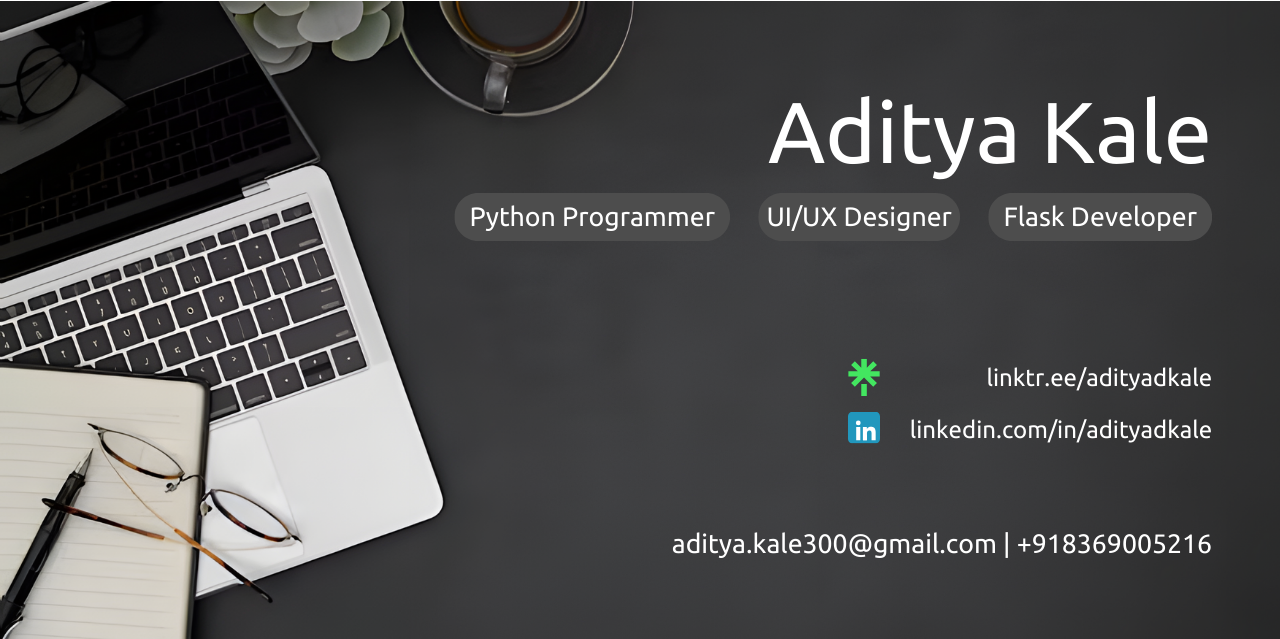 Aditya Kale
Python Programmer UI/UX Designer Flask Developer
linktr.ee/adityadkale
in linkedin.com/in/adityadkale
aditya.kale300@gmail.com | +918369005216